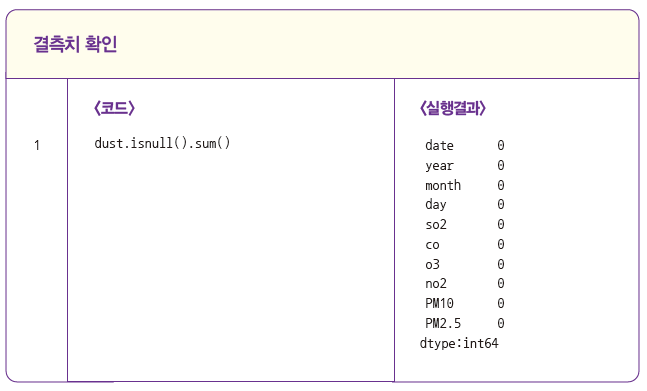 결측치 확인
<코드>
1 dust.isnull().sum()
<실행결과>
date 0
year 0
month 0
day 0
so2 0
co 0
o3 0
no2 0
PM10 0
PM2.5 0
dtype:int64